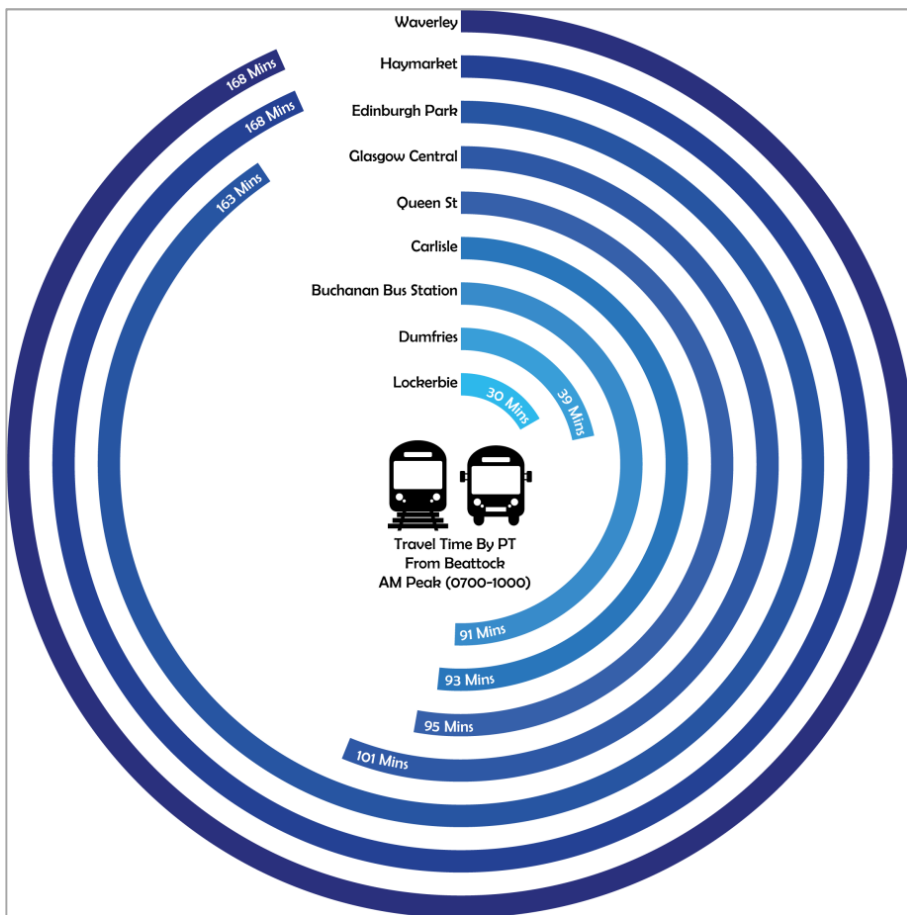 Waverley
Haymarket
Edinburgh Park
Glasgow Central
Queen St
Carlisle
Buchanan Bus Station
Dumfries
Lockerbie
168 Mins
168 Mins
163 Mins
101 Mins
95 Mins
93 Mins
91 Mins
39 Mins
30 Mins
Travel Time By PT
From Beattock
AM Peak (0700-1000)